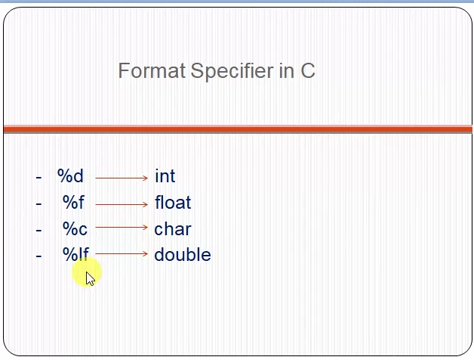 Format Specifier in C
- %d int
- %f float
- %c char
- %lf double